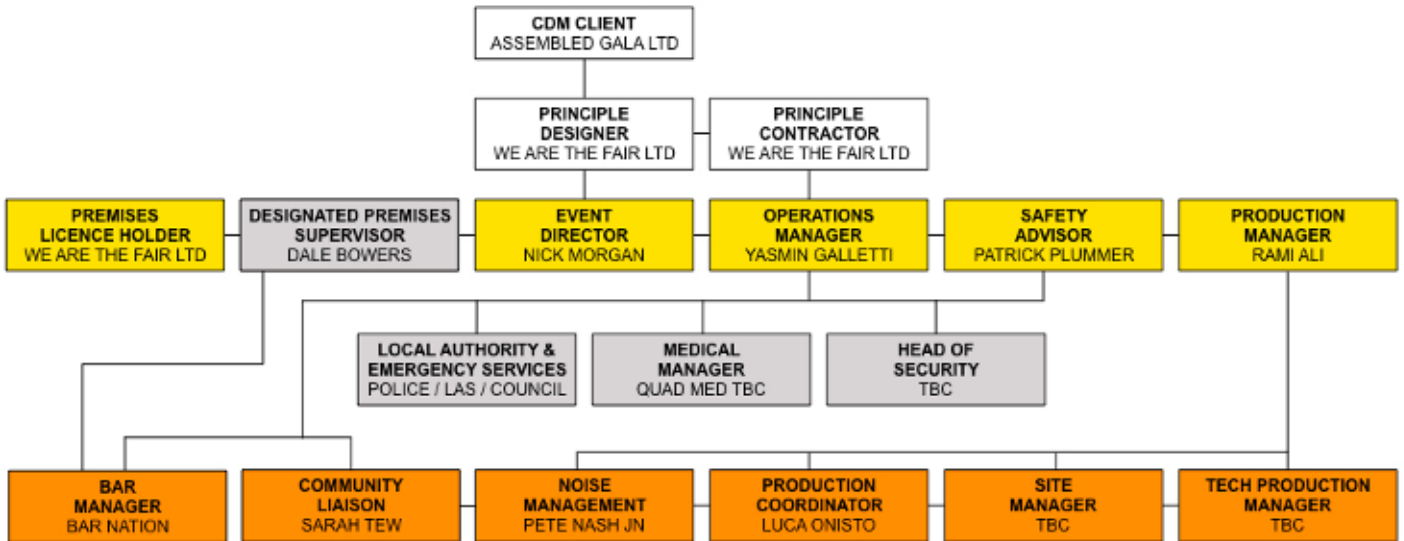 CDM CLIENT
ASSEMBLED GALA LTD
PRINCIPLE
DESIGNER
WE ARE THE FAIR LTD
PRINCIPLE
CONTRACTOR
WE ARE THE FAIR LTD
PREMISES
LICENCE HOLDER
WE ARE THE FAIR LTD
DESIGNATED PREMISES
SUPERVISOR
DALE BOWERS
EVENT
DIRECTOR
NICK MORGAN
OPERATIONS
MANAGER
YASMIN GALLETTI
SAFETY
ADVISOR
PATRICK PLUMMER
PRODUCTION
MANAGER
RAMI ALI
LOCAL AUTHORITY &
EMERGENCY SERVICES
POLICE / LAS / COUNCIL
MEDICAL
MANAGER
QUAD MED TBC
HEAD OF
SECURITY
TBC
BAR
MANAGER
BAR NATION
COMMUNITY
LIAISON
SARAH TEW
NOISE
MANAGEMENT
PETE NASH JN
PRODUCTION
COORDINATOR
LUCA ONISTO
SITE
MANAGER
TBC
TECH PRODUCTION
MANAGER
TBC